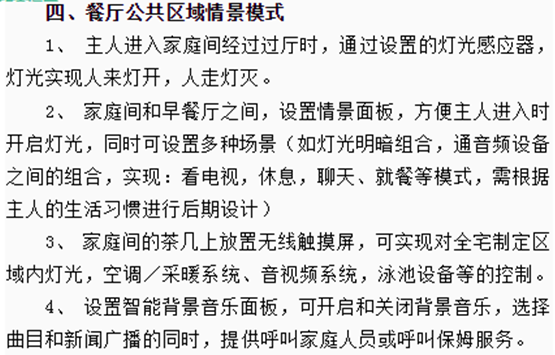 四、餐厅公共区域情景模式
1、 主人进入家庭间经过过厅时，通过设置的灯光感应器，
灯光实现人来灯开，人走灯灭。
2、 家庭间和早餐厅之间，设置情景面板，方便主人进入时
开启灯光，同时可设置多种场景（如灯光明暗组合，通音频设备
之间的组合，实现：看电视，休息，聊天、就餐等模式，需根据
主人的生活习惯进行后期设计）
3、 家庭间的茶几上放置无线触摸屏，可实现对全宅制定区
域内灯光，空调／采暖系统、音视频系统，泳池设备等的控制。
4、 设置智能背景音乐面板，可开启和关闭背景音乐，选择
曲目和新闻广播的同时，提供呼叫家庭人员或呼叫保姆服务。